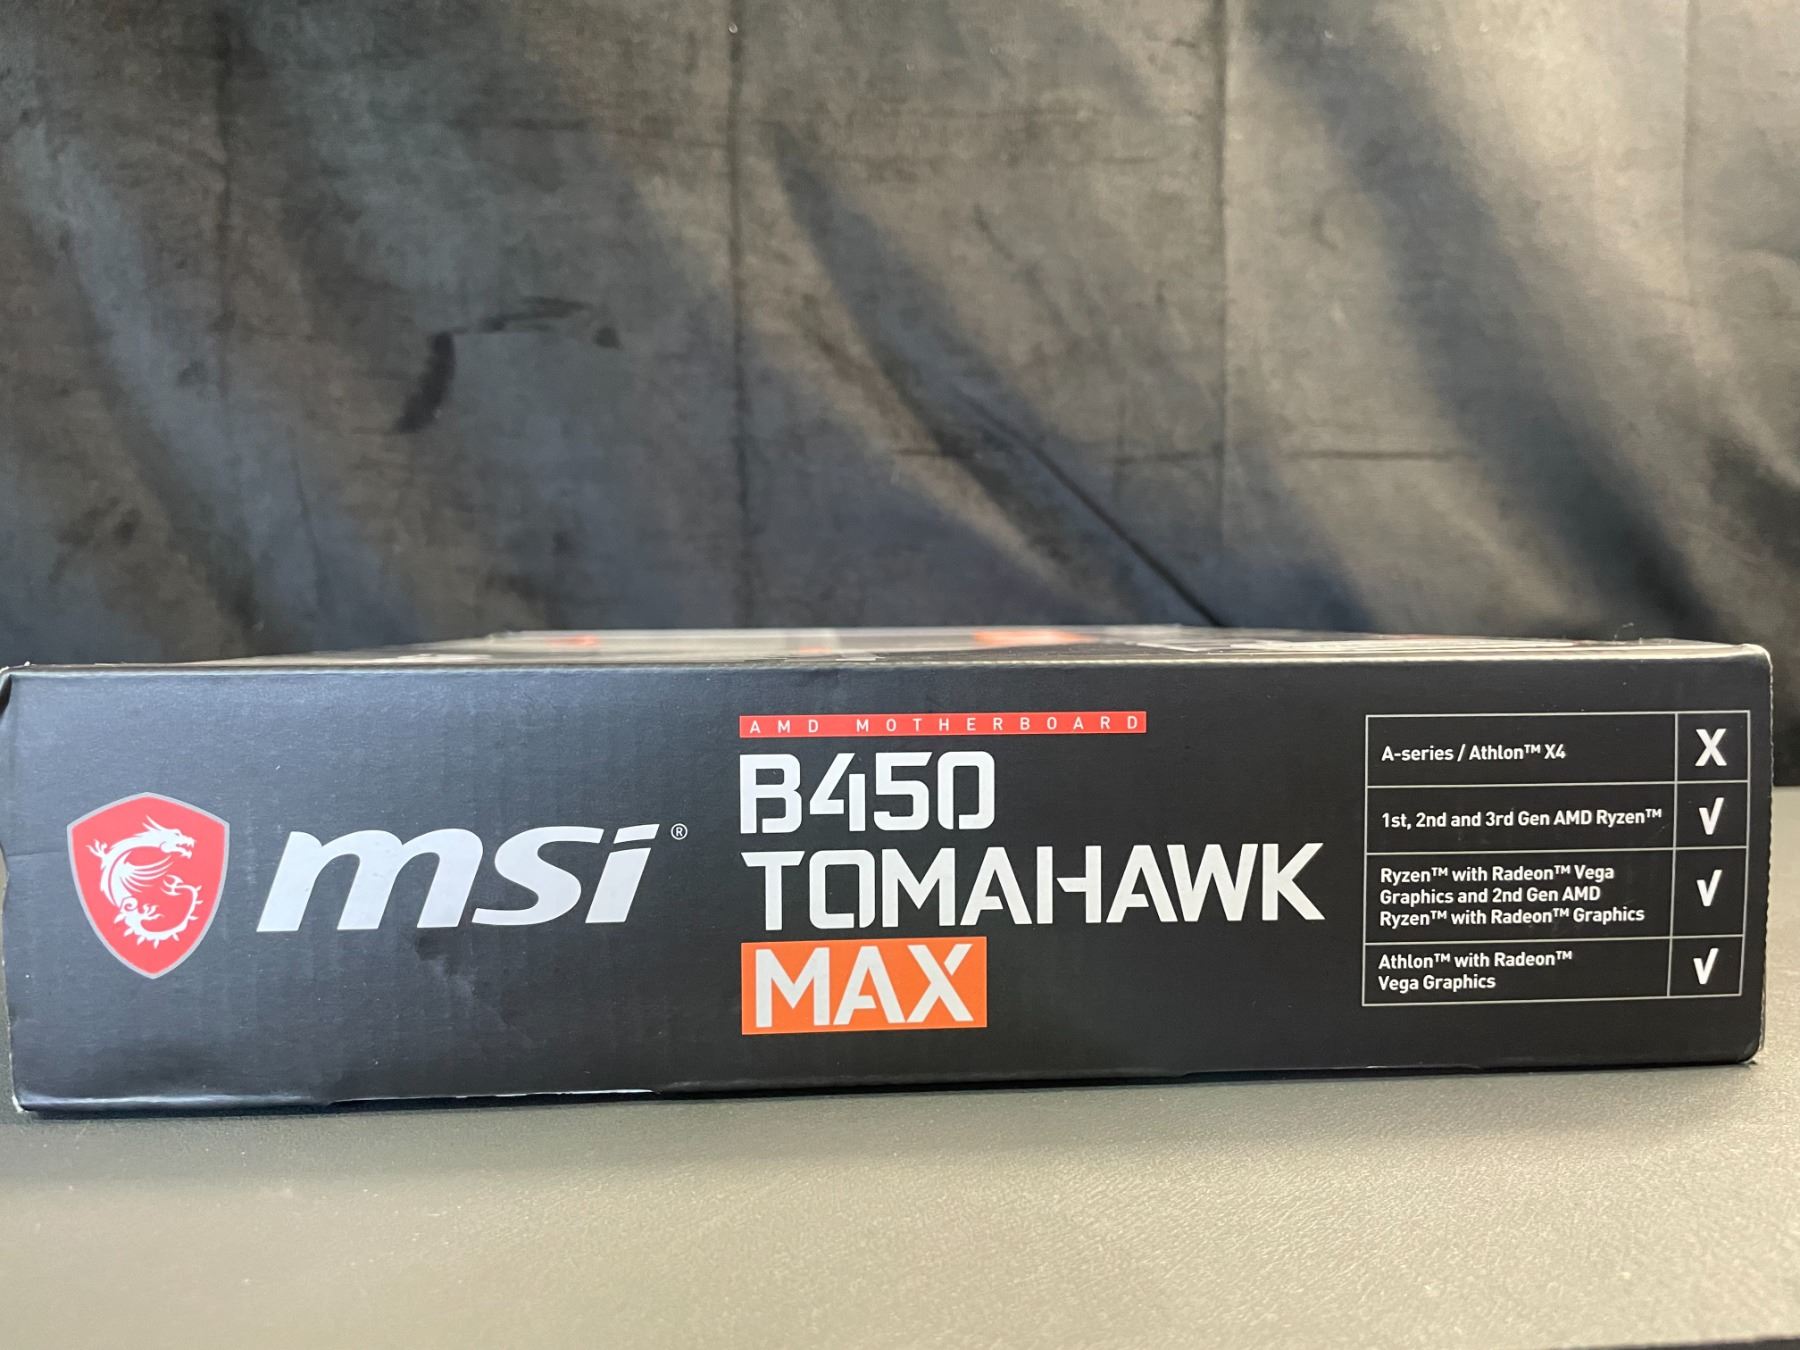 msi®
AMD MOTHERBOARD
B450
TOMAHAWK
MAX
A-series / Athlon™ X4 X
1st, 2nd and 3rd Gen AMD Ryzen™ √
Ryzen™ with Radeon™ Vega
Graphics and 2nd Gen AMD
Ryzen™ with Radeon™ Graphics √
Athlon™ with Radeon™
Vega Graphics √